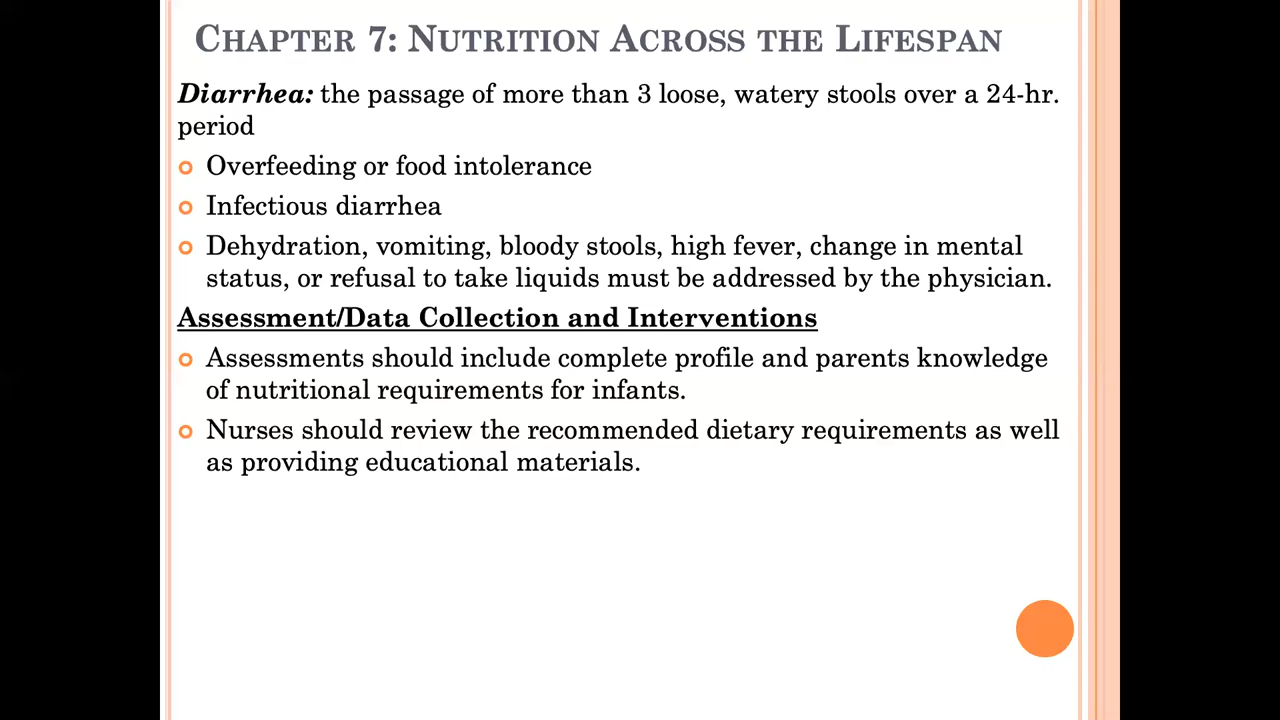 CHAPTER 7: NUTRITION ACROSS THE LIFESPAN
Diarrhea: the passage of more than 3 loose, watery stools over a 24-hr.
period
Overfeeding or food intolerance
Infectious diarrhea
Dehydration, vomiting, bloody stools, high fever, change in mental
status, or refusal to take liquids must be addressed by the physician.
Assessment/Data Collection and Interventions
Assessments should include complete profile and parents knowledge
of nutritional requirements for infants.
Nurses should review the recommended dietary requirements as well
as providing educational materials.